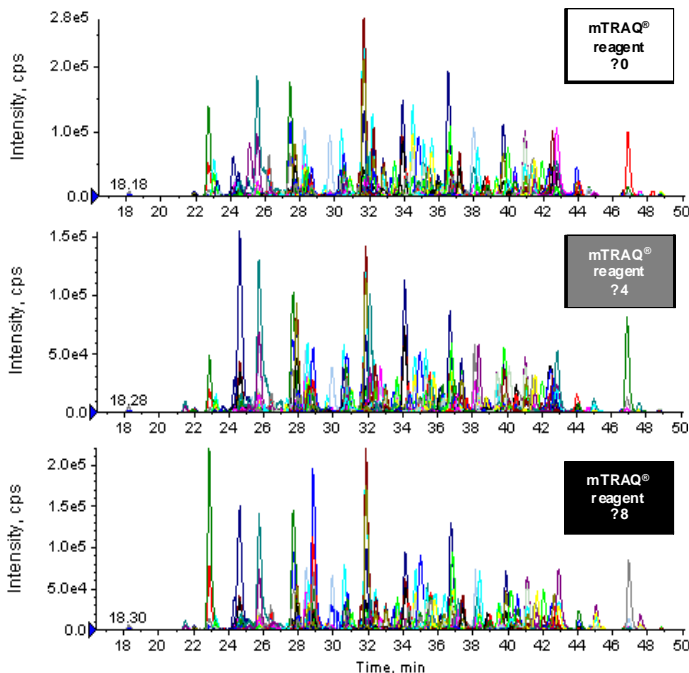 2.8e5
2.0e5
1.0e5
0.0
Intensity, cps
18.18
mTRAQ®
reagent
?0
18 20 22 24 26 28 30 32 34 36 38 40 42 44 46 48 50
1.5e5
1.0e5
5.0e4
0.0
Intensity, cps
18.28
mTRAQ®
reagent
?4
18 20 22 24 26 28 30 32 34 36 38 40 42 44 46 48 50
2.0e5
1.5e5
1.0e5
5.0e4
0.0
Intensity, cps
18.30
mTRAQ®
reagent
?8
18 20 22 24 26 28 30 32 34 36 38 40 42 44 46 48 50
Time, min